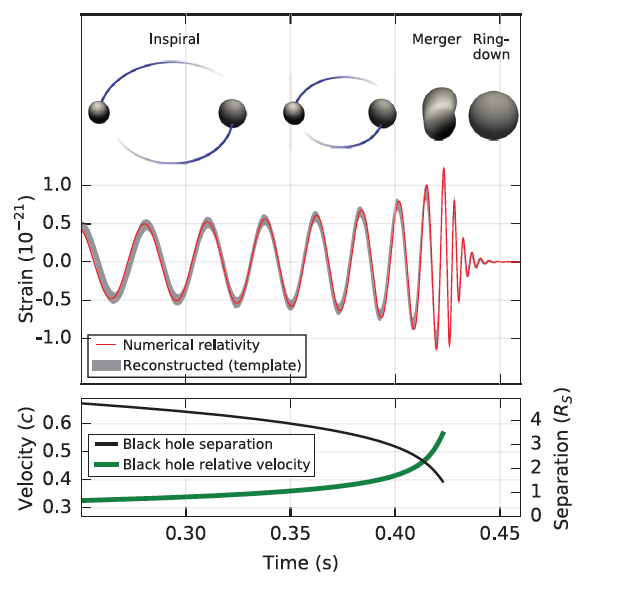 Inspiral
Merger
Ring-
down
Strain (10⁻²¹)
1.0
0.5
0.0
-0.5
-1.0
Numerical relativity
Reconstructed (template)
Velocity (c)
0.6
0.5
0.4
0.3
Black hole separation
Black hole relative velocity
4
3
2
1
0
Separation (R_S)
0.30
0.35
0.40
0.45
Time (s)